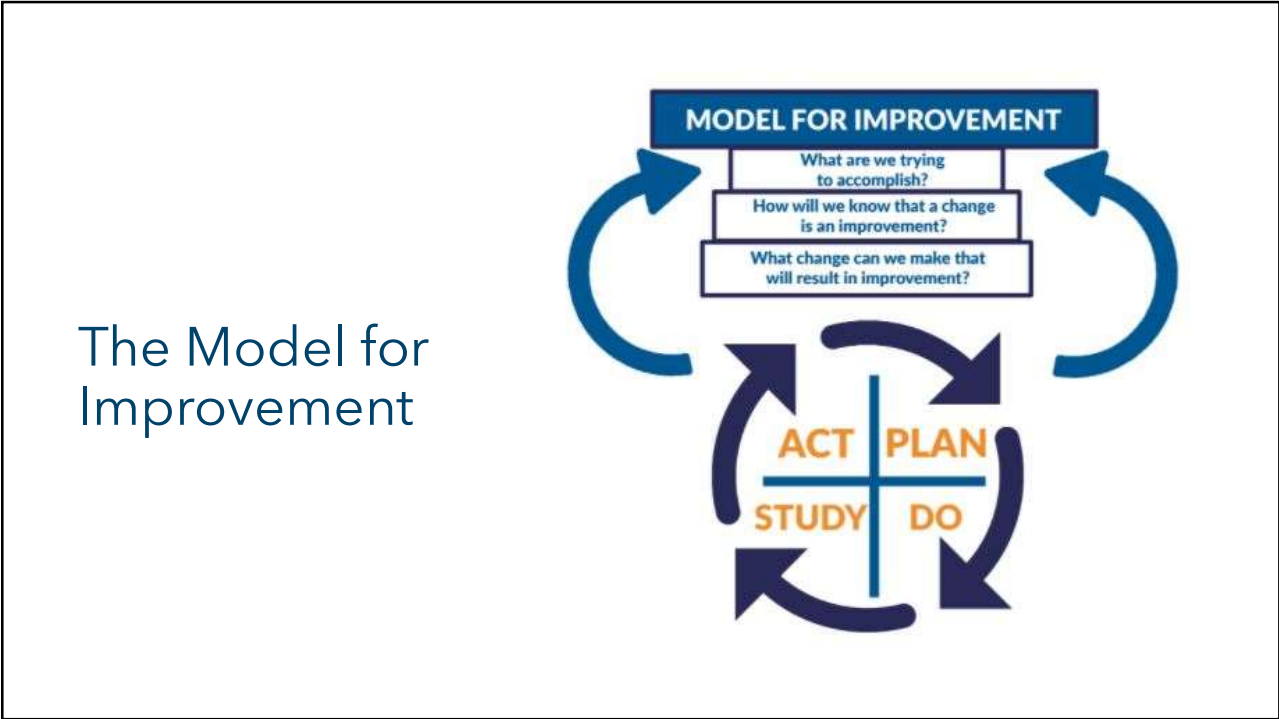 The Model for
Improvement
MODEL FOR IMPROVEMENT
What are we trying
to accomplish?
How will we know that a change
is an improvement?
What change can we make that
will result in improvement?
ACT PLAN
STUDY DO